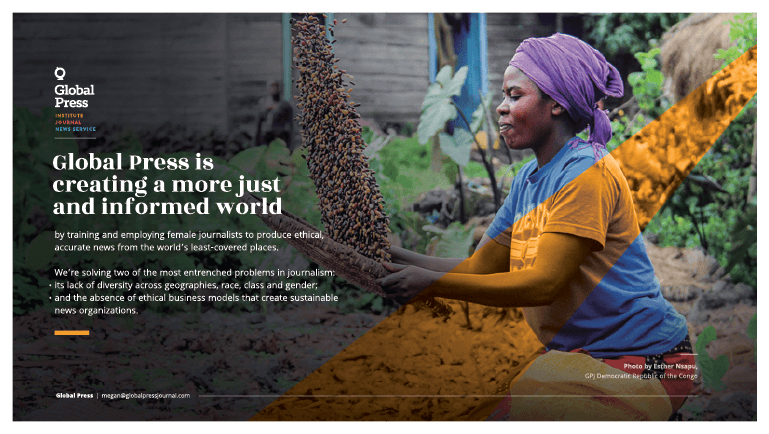 Global
Press
INSTITUTE
JOURNAL
NEWS SERVICE
Global Press is
creating a more just
and informed world
by training and employing female journalists to produce ethical,
accurate news from the world's least-covered places.
We're solving two of the most entrenched problems in journalism:
• its lack of diversity across geographies, race, class and gender;
• and the absence of ethical business models that create sustainable
news organizations.
Photo by Esther Nsapu,
GPJ Democratic Republic of the Congo
Global Press | megan@globalpressjournal.com